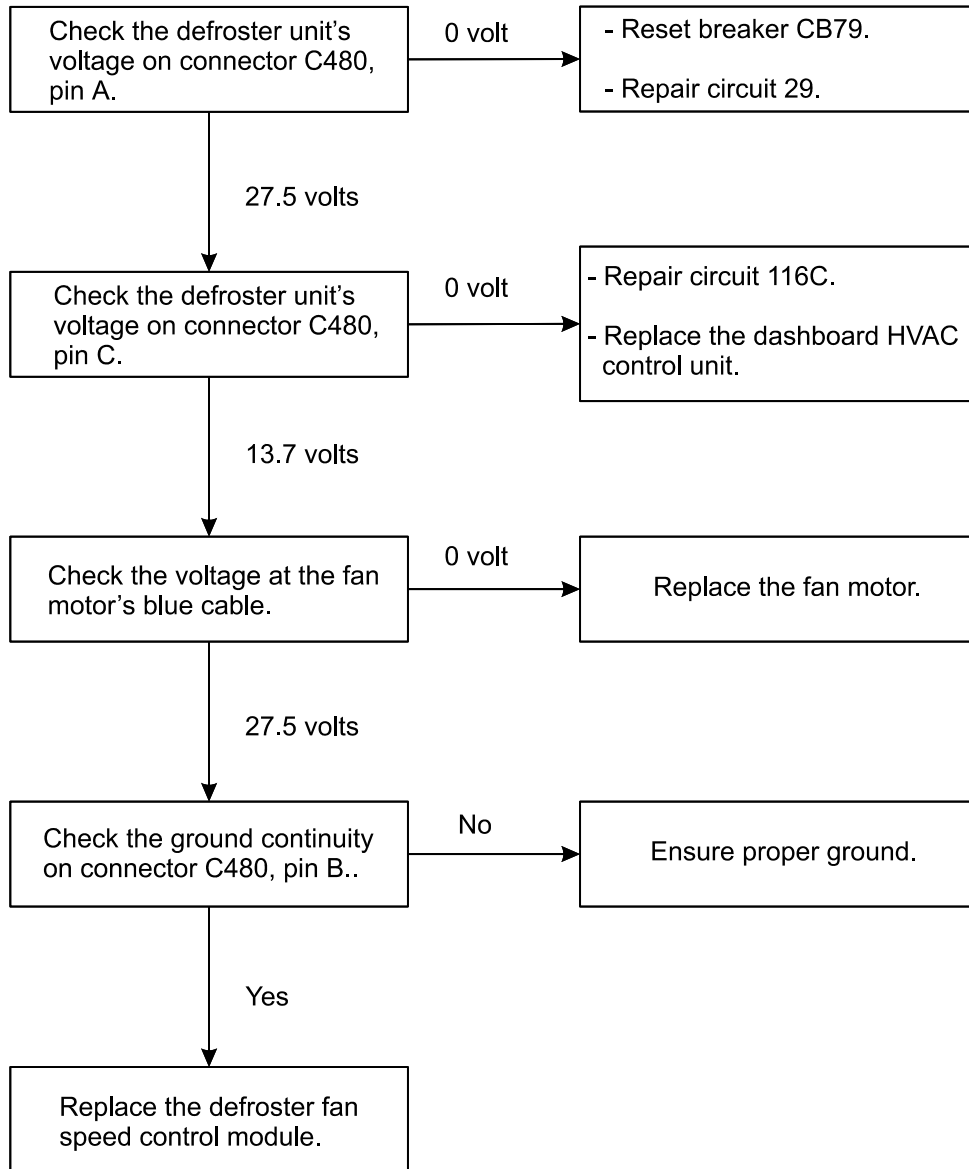 Check the defroster unit's
voltage on connector C480,
pin A.
0 volt
- Reset breaker CB79.
- Repair circuit 29.
27.5 volts
Check the defroster unit's
voltage on connector C480,
pin C.
0 volt
- Repair circuit 116C.
- Replace the dashboard HVAC
control unit.
13.7 volts
Check the voltage at the fan
motor's blue cable.
0 volt
Replace the fan motor.
27.5 volts
Check the ground continuity
on connector C480, pin B..
No
Ensure proper ground.
Yes
Replace the defroster fan
speed control module.